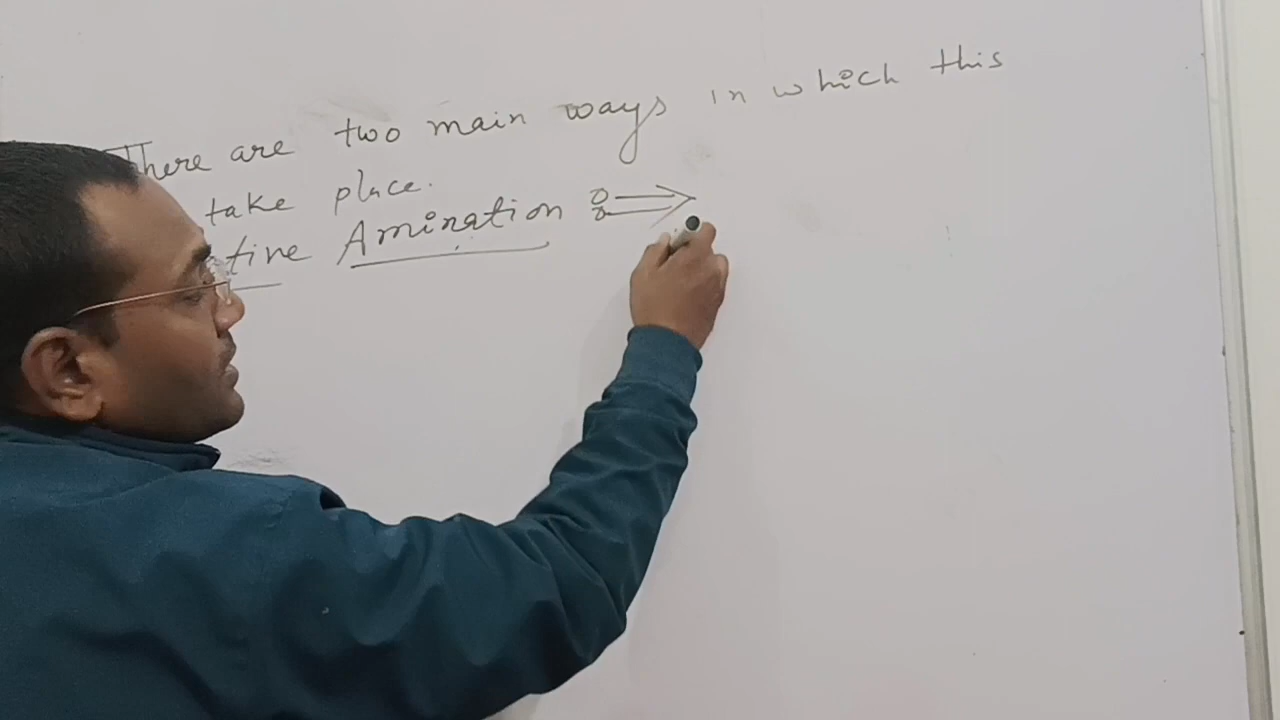 There are two main ways in which this
take place.
tive Amination :⇒